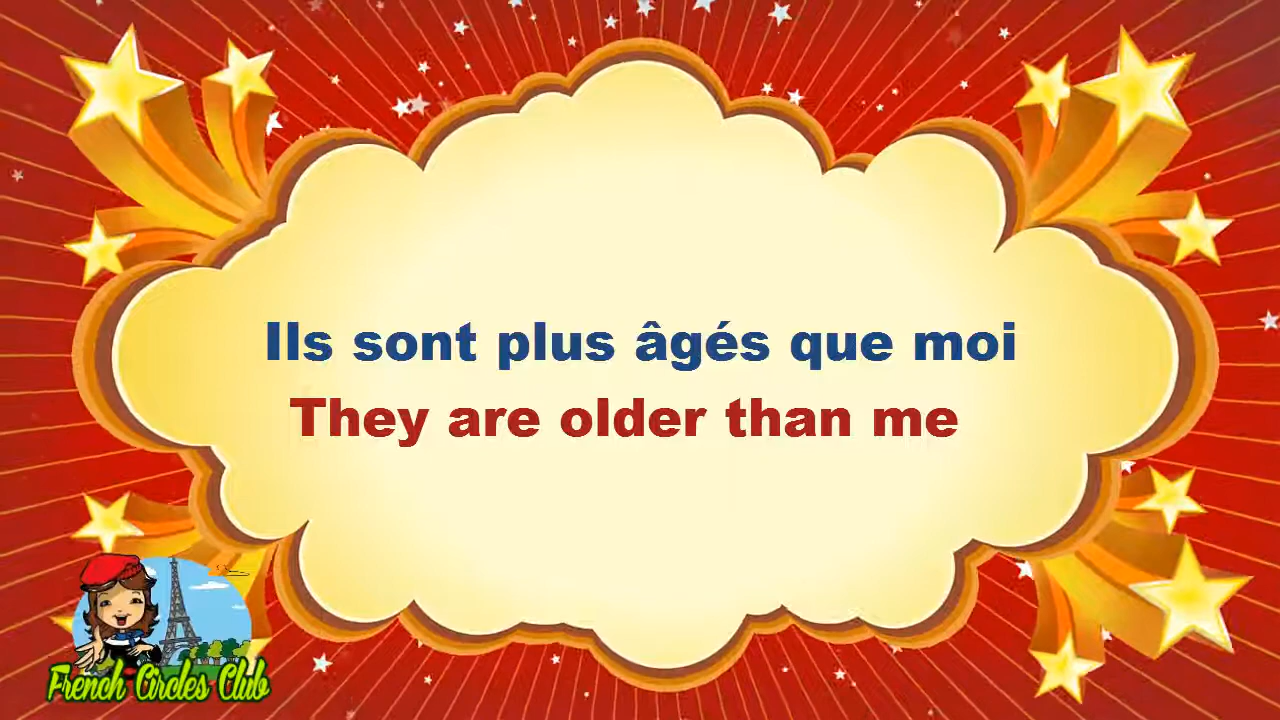 Ils sont plus âgés que moi
They are older than me
French Circles Club